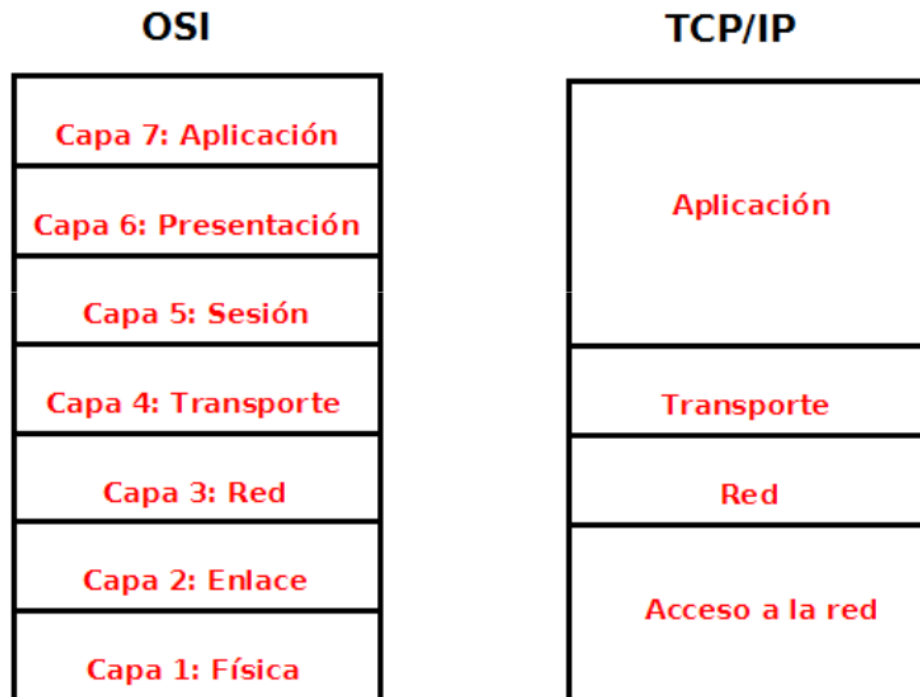 OSI
Capa 7: Aplicación
Capa 6: Presentación
Capa 5: Sesión
Capa 4: Transporte
Capa 3: Red
Capa 2: Enlace
Capa 1: Física
TCP/IP
Aplicación
Transporte
Red
Acceso a la red